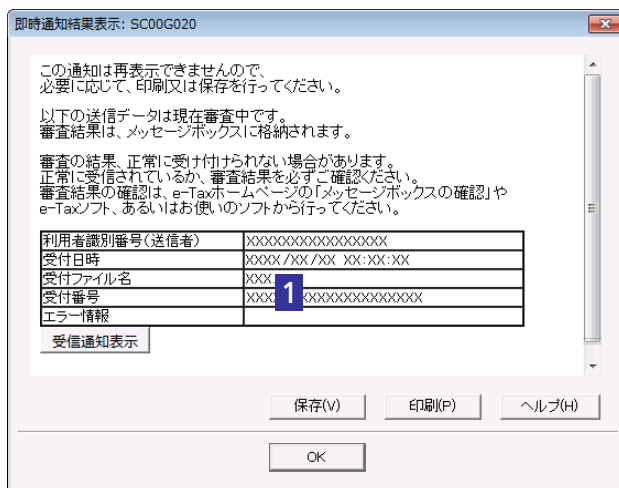 即時通知結果表示: SC00G020
この通知は再表示できませんので、
必要に応じて、印刷又は保存を行ってください。
以下の送信データは現在審査中です。
審査結果は、メッセージボックスに格納されます。
審査の結果、正常に受け付けられない場合があります。
正常に受信されているか、審査結果を必ずご確認ください。
審査結果の確認は、e-Taxホームページの「メッセージボックスの確認」や
e-Taxソフト、あるいはお使いのソフトから行ってください。
利用者識別番号(送信者) XXXXXXXXXXXXXXXX
受付日時 XXXX/XX/XX XX:XX:XX
受付ファイル名 XXX
受付番号 XXX 1 XXXXXXXXXXXXXXX
エラー情報
受信通知表示
保存(V) 印刷(P) ヘルプ(H)
OK